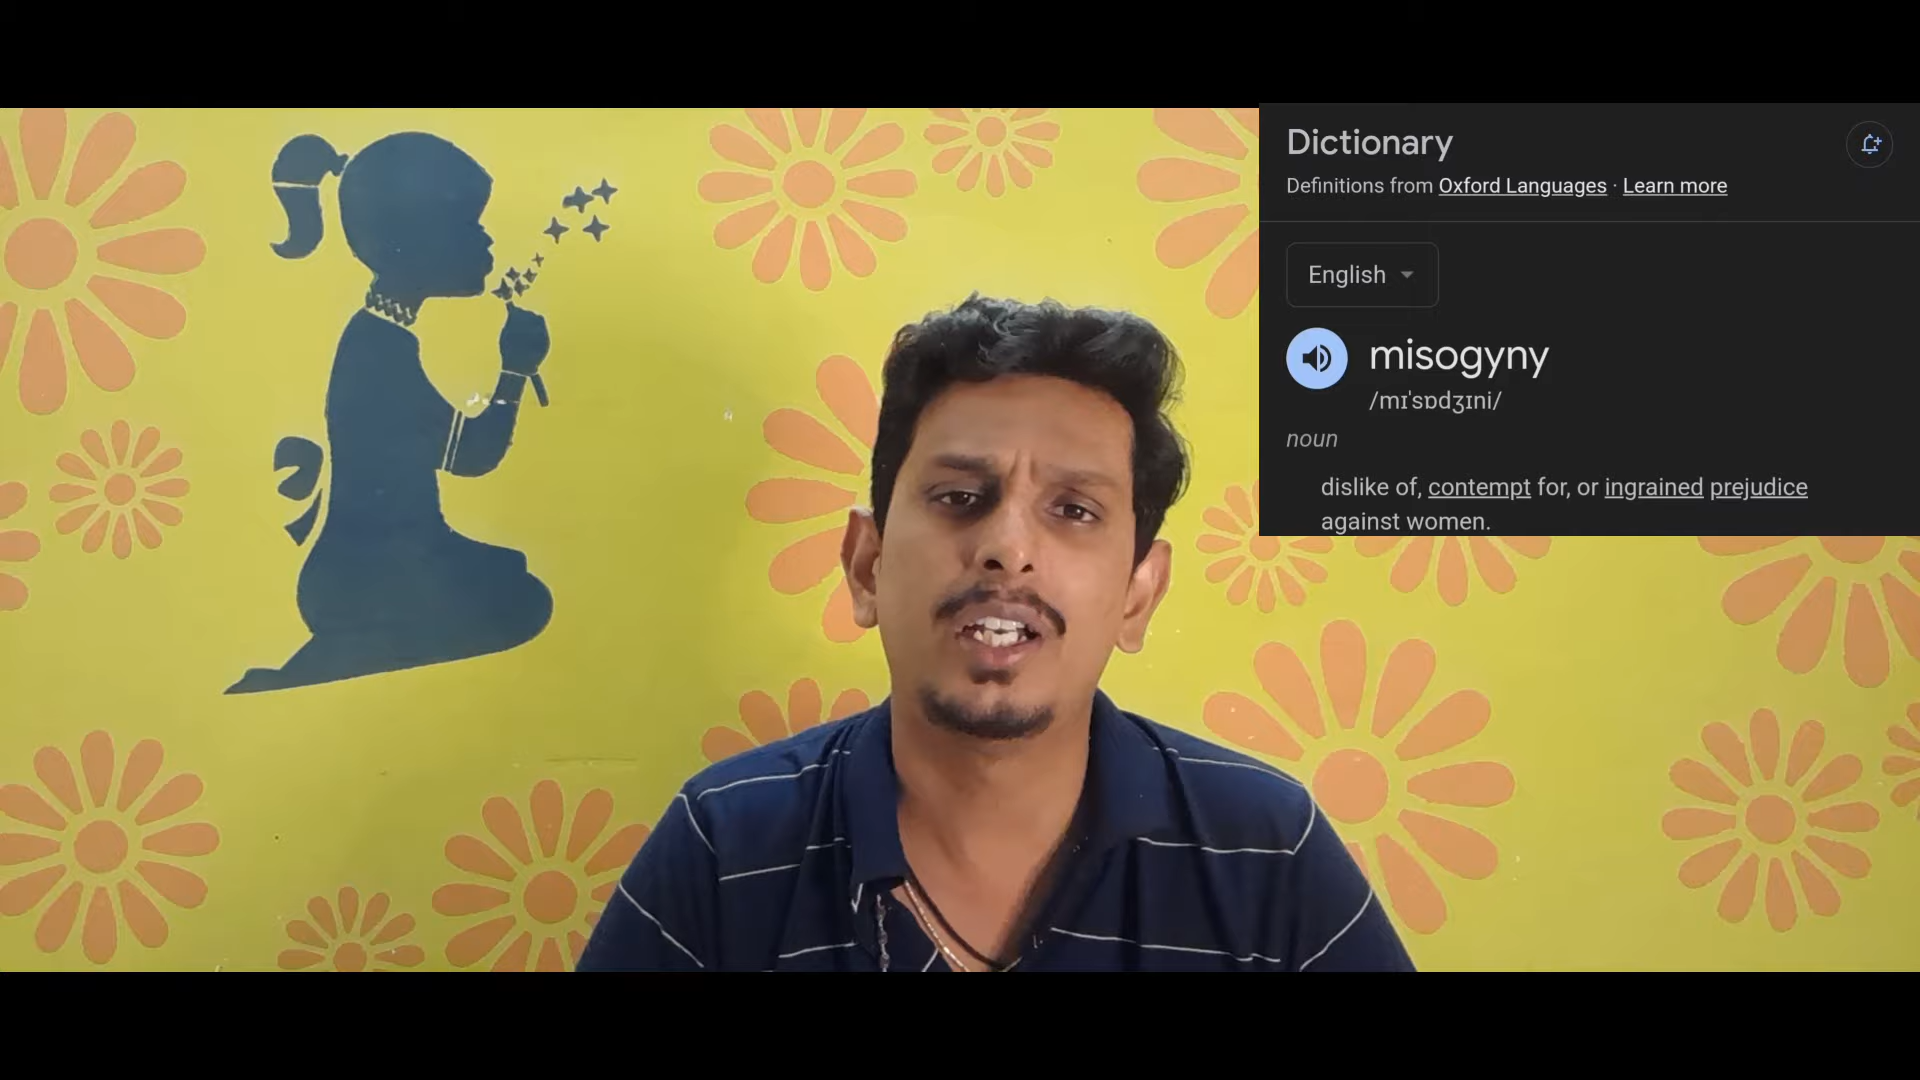 Dictionary
Definitions from Oxford Languages · Learn more
English
misogyny
/mɪˈsɒdʒɪni/
noun
dislike of, contempt for, or ingrained prejudice
against women.